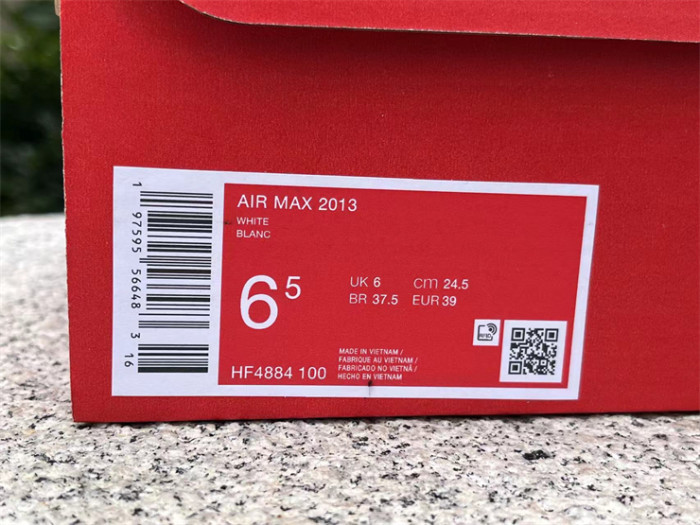 1 97595 56648 3 16
AIR MAX 2013
WHITE
BLANC
6 5
UK 6 cm 24.5
BR 37.5 EUR 39
HF4884 100
MADE IN VIETNAM /
FABRIQUE AU VIETNAM /
FABRICADO NO VIETNÃ /
HECHO EN VIETNAM